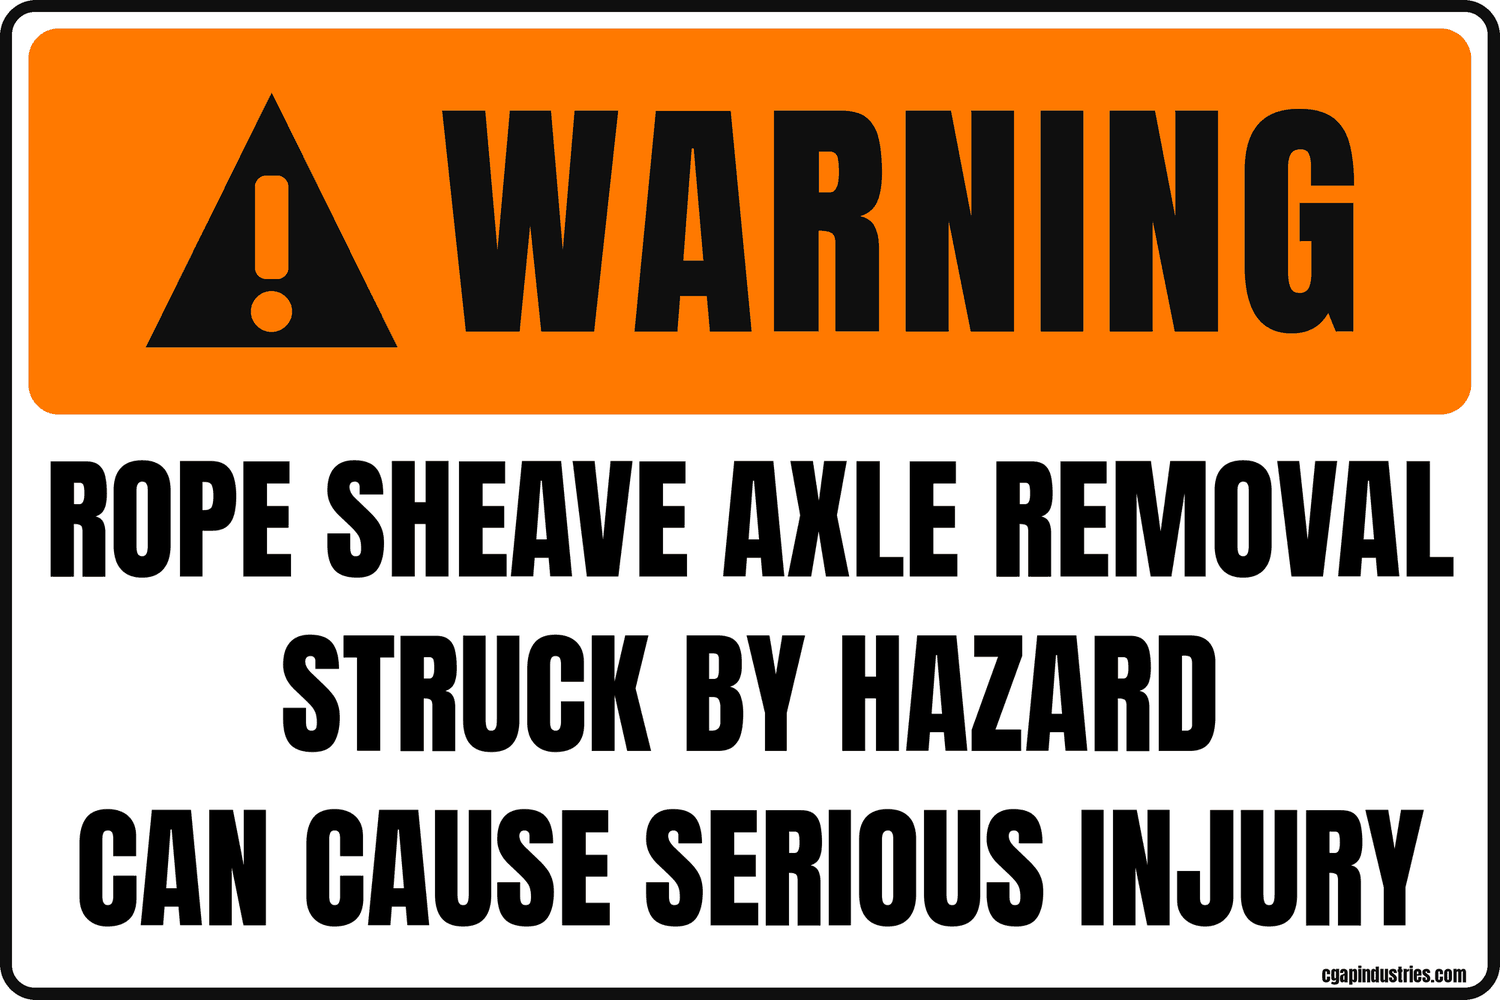 WARNING
ROPE SHEAVE AXLE REMOVAL
STRUCK BY HAZARD
CAN CAUSE SERIOUS INJURY
cgapindustries.com